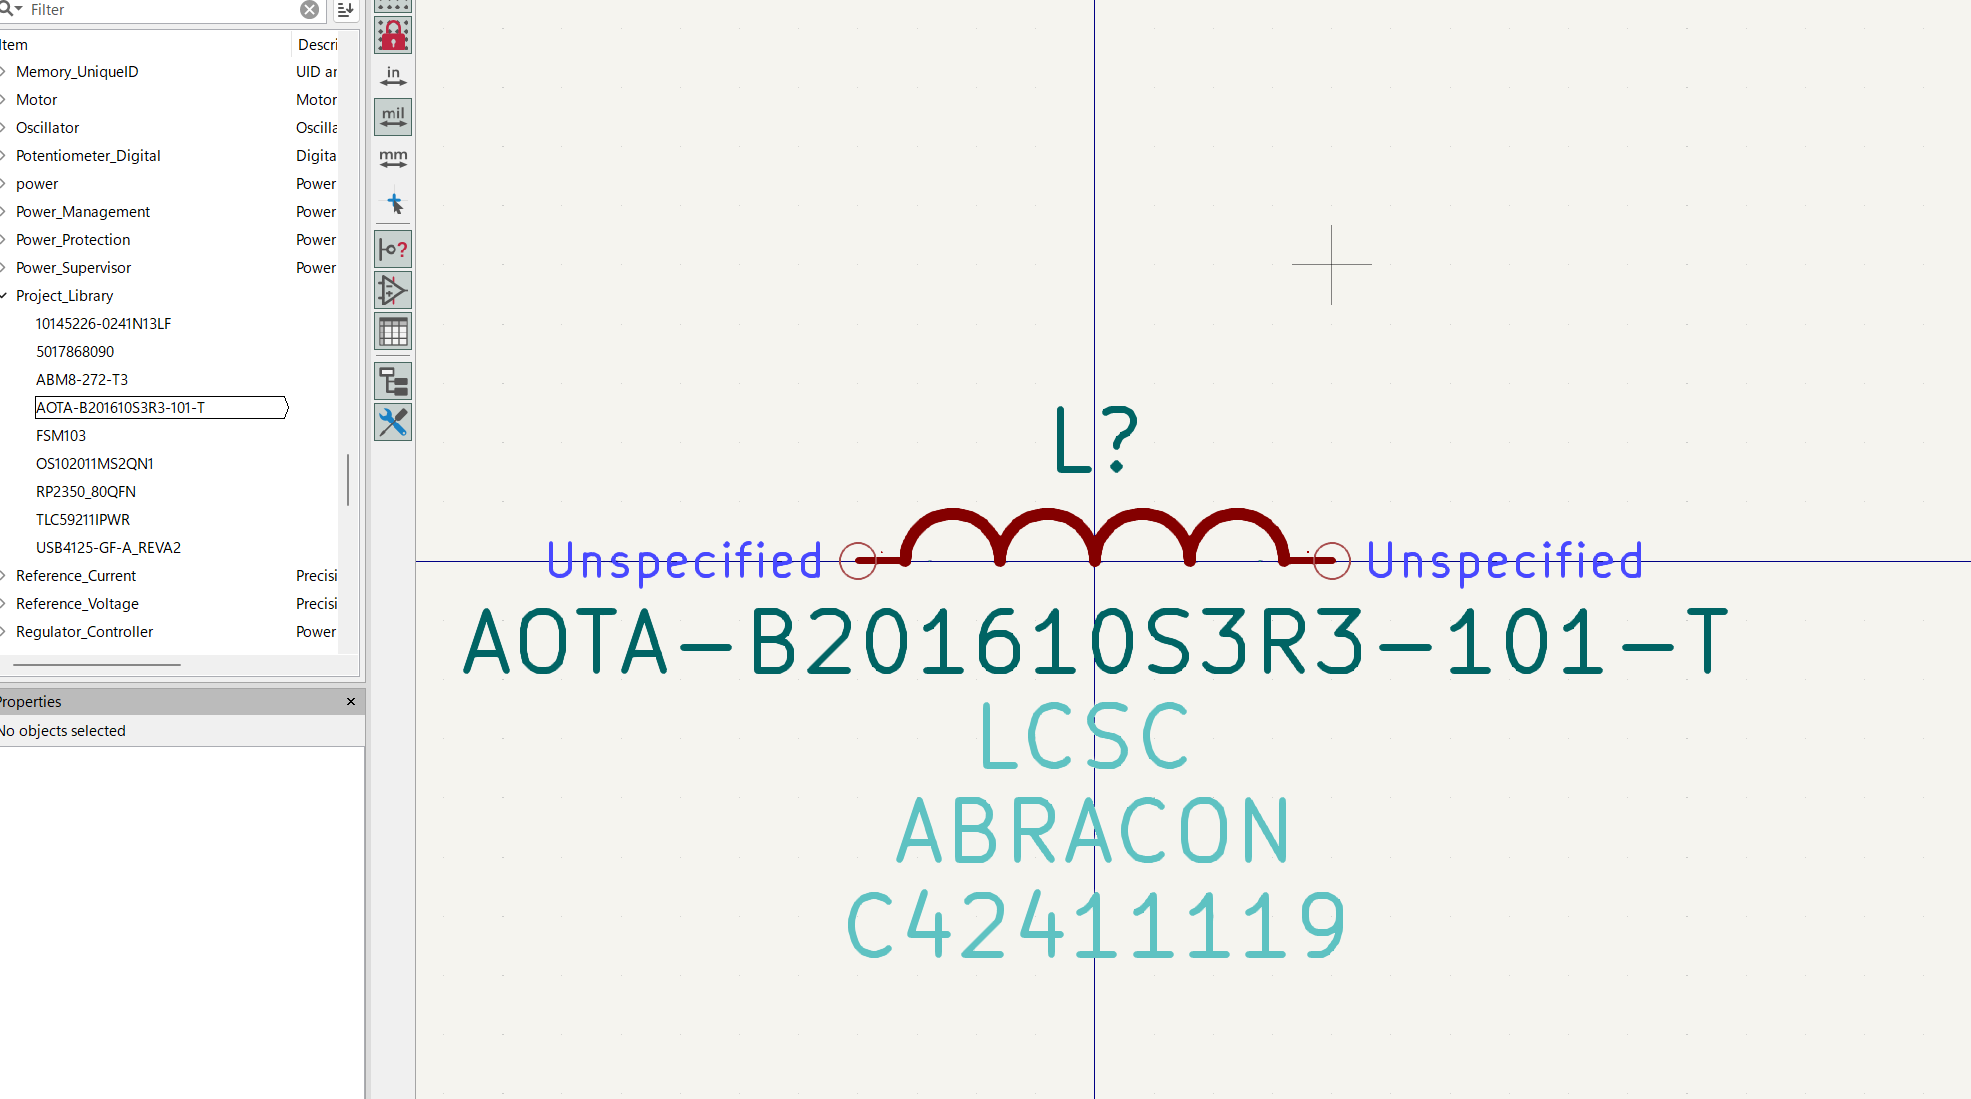 Filter
Item Descri
Memory_UniqueID UID ar
Motor Motor
Oscillator Oscilla
Potentiometer_Digital Digita
power Power
Power_Management Power
Power_Protection Power
Power_Supervisor Power
Project_Library
10145226-0241N13LF
5017868090
ABM8-272-T3
AOTA-B201610S3R3-101-T
FSM103
OS102011MS2QN1
RP2350_80QFN
TLC59211IPWR
USB4125-GF-A_REVA2
Reference_Current Precisi
Reference_Voltage Precisi
Regulator_Controller Power
Properties
No objects selected
in
mil
mm
L?
Unspecified Unspecified
AOTA-B201610S3R3-101-T
LCSC
ABRACON
C42411119